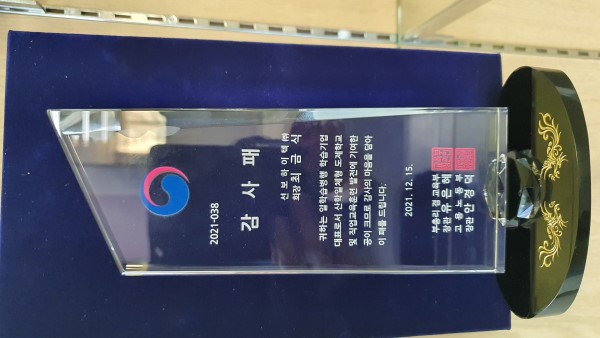 2021-038
감사패
선보하이텍㈜
회장 최금식
귀하는 일학습병행 학습기업
대표로서 산학일체형 도제학교
및 직업교육훈련 발전에 기여한
공이 크므로 감사의 마음을 담아
이 패를 드립니다.
2021. 12. 15.
부총리 겸 교육부
장관 유은혜
고용노동부
장관 안경덕